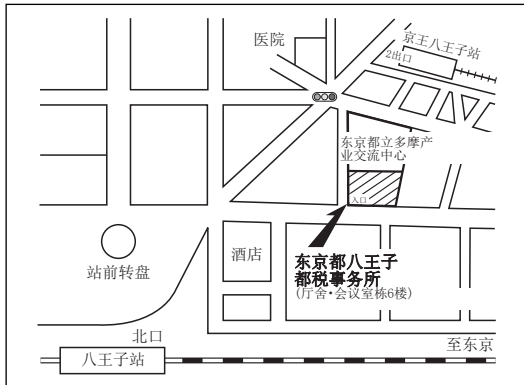 医院
京王八王子站
2出口
东京都立多摩产
业交流中心
入口
东京都八王子
都税事务所
(厅舍·会议室栋6楼)
酒店
站前转盘
北口
至东京
八王子站